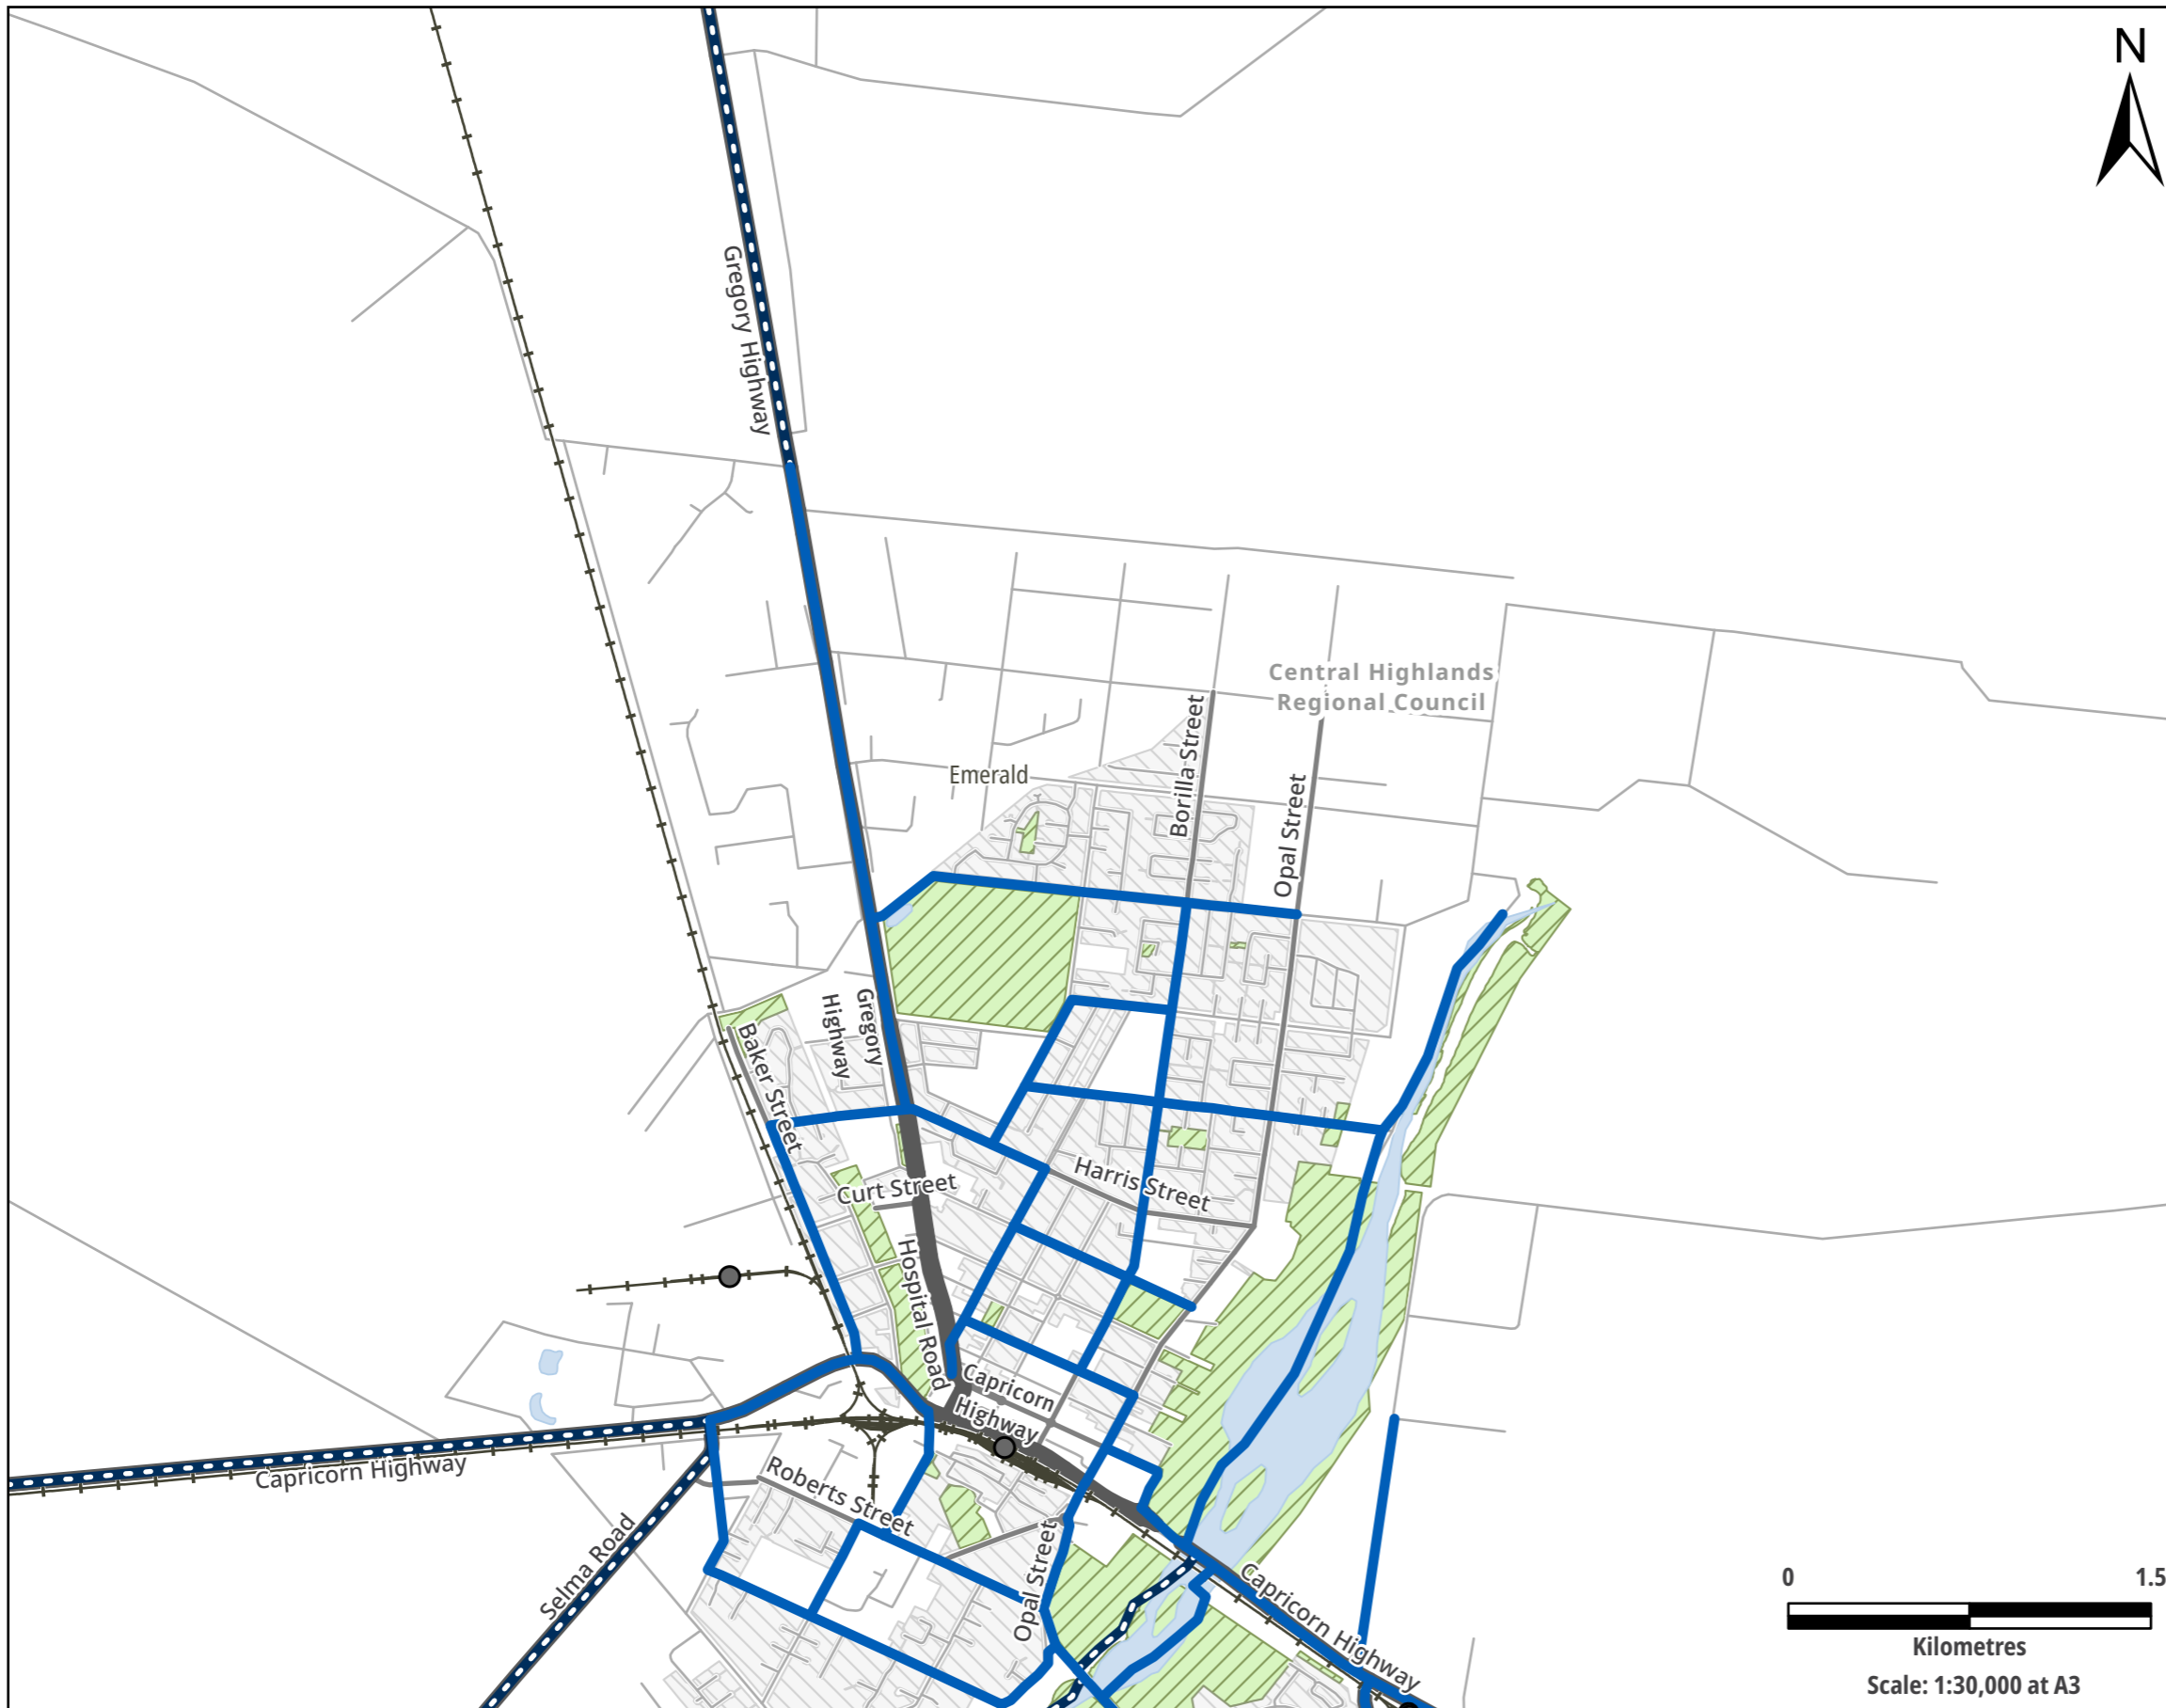 N
Gregory Highway
Central Highlands
Regional Council
Borilla Street
Emerald
Opal Street
Gregory
Highway
Baker Street
Harris Street
Curt Street
Hospital Road
Capricorn
Highway
Capricorn Highway
Roberts Street
Selma Road
Opal Street
Capricorn Highway
0 1.5
Kilometres
Scale: 1:30,000 at A3